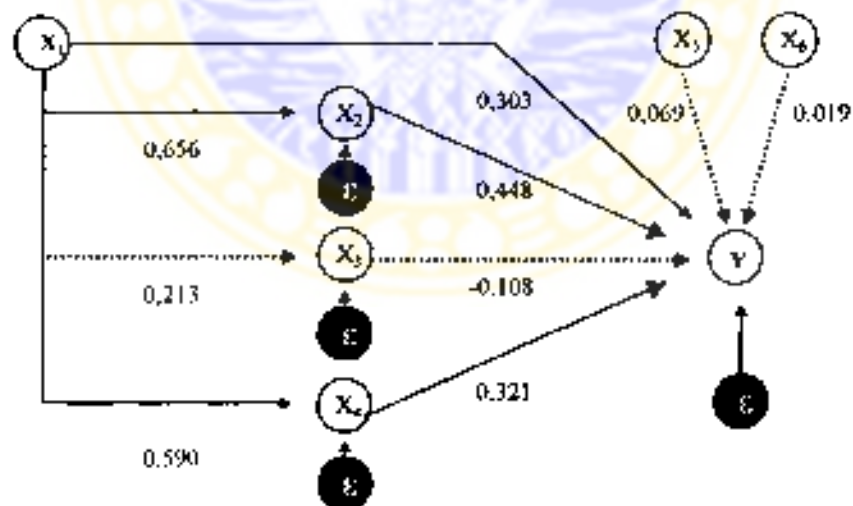 X₁
X₅
X₆
0,303
0,069
0.019
X₂
0,656
0,448
ε
X₃
Y
0,213
-0.108
ε
X₄
0.321
ε
0.590
ε